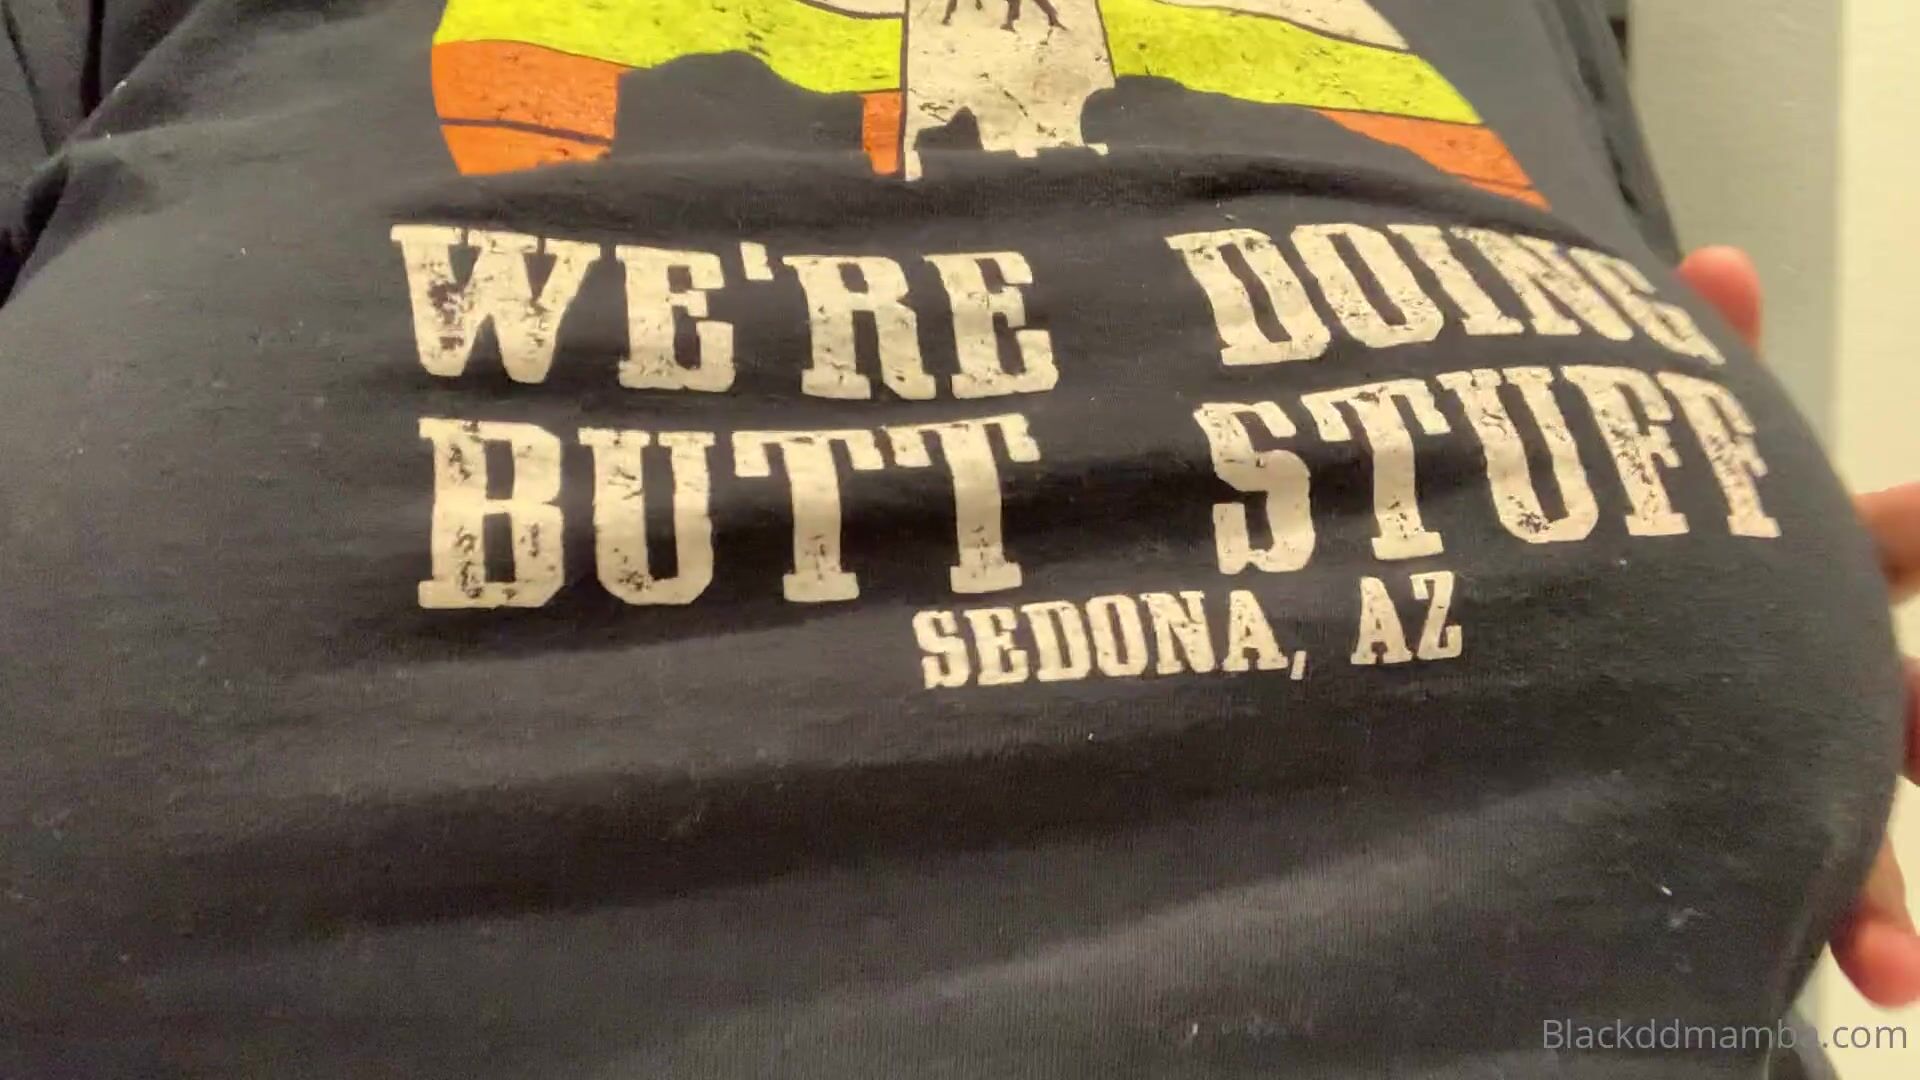 WE'RE DOING
BUTT STUFF
SEDONA, AZ
Blackddmamba.com